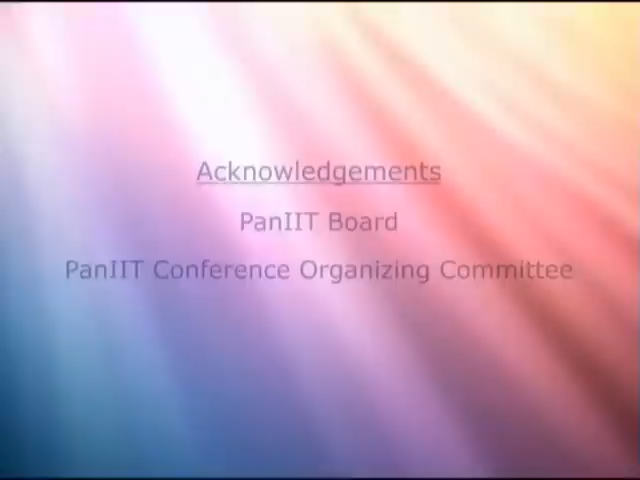 Acknowledgements
PanIIT Board
PanIIT Conference Organizing Committee